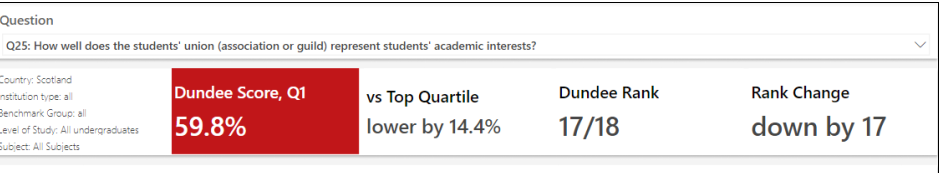 Question
Q25: How well does the students' union (association or guild) represent students' academic interests?
Country: Scotland
Institution type: all
Benchmark Group: all
Level of Study: All undergraduates
Subject: All Subjects
Dundee Score, Q1
59.8%
vs Top Quartile
lower by 14.4%
Dundee Rank
17/18
Rank Change
down by 17